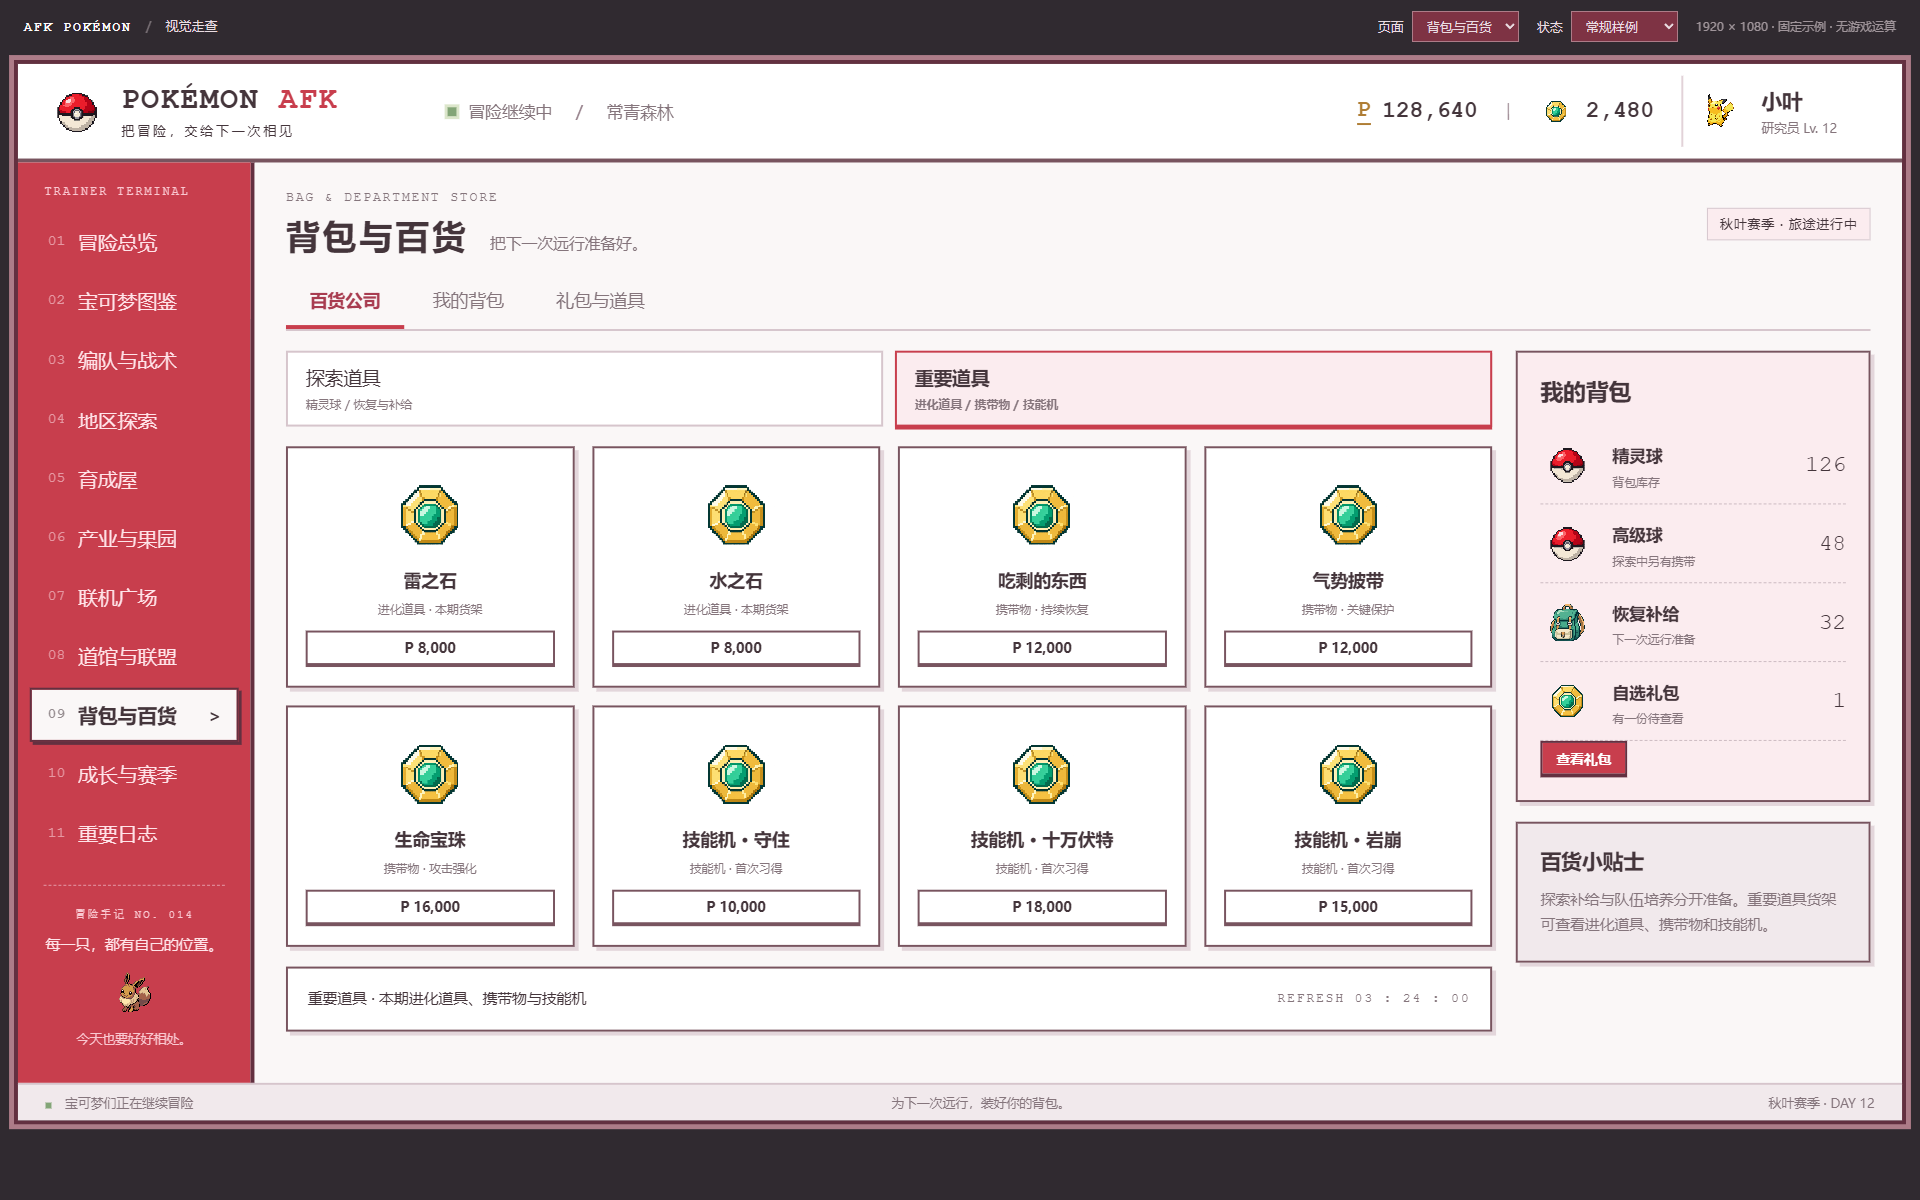 AFK POKÉMON / 视觉走查
页面 背包与百货 状态 常规样例 1920 × 1080 · 固定示例 · 无游戏运算
POKÉMON AFK
把冒险，交给下一次相见
冒险继续中 / 常青森林
P 128,640 | 2,480
小叶
研究员 Lv. 12
TRAINER TERMINAL
01 冒险总览
02 宝可梦图鉴
03 编队与战术
04 地区探索
05 育成屋
06 产业与果园
07 联机广场
08 道馆与联盟
09 背包与百货 >
10 成长与赛季
11 重要日志
冒险手记 NO. 014
每一只，都有自己的位置。
今天也要好好相处。
BAG & DEPARTMENT STORE
背包与百货 把下一次远行准备好。
秋叶赛季 · 旅途进行中
百货公司 我的背包 礼包与道具
探索道具
精灵球 / 恢复与补给
重要道具
进化道具 / 携带物 / 技能机
雷之石
进化道具 · 本期货架
P 8,000
水之石
进化道具 · 本期货架
P 8,000
吃剩的东西
携带物 · 持续恢复
P 12,000
气势披带
携带物 · 关键保护
P 12,000
生命宝珠
携带物 · 攻击强化
P 16,000
技能机・守住
技能机 · 首次习得
P 10,000
技能机・十万伏特
技能机 · 首次习得
P 18,000
技能机・岩崩
技能机 · 首次习得
P 15,000
重要道具 · 本期进化道具、携带物与技能机
REFRESH 03 : 24 : 00
我的背包
精灵球 126
背包库存
高级球 48
探索中另有携带
恢复补给 32
下一次远行准备
自选礼包 1
有一份待查看
查看礼包
百货小贴士
探索补给与队伍培养分开准备。重要道具货架
可查看进化道具、携带物和技能机。
宝可梦们正在继续冒险
为下一次远行，装好你的背包。
秋叶赛季 · DAY 12